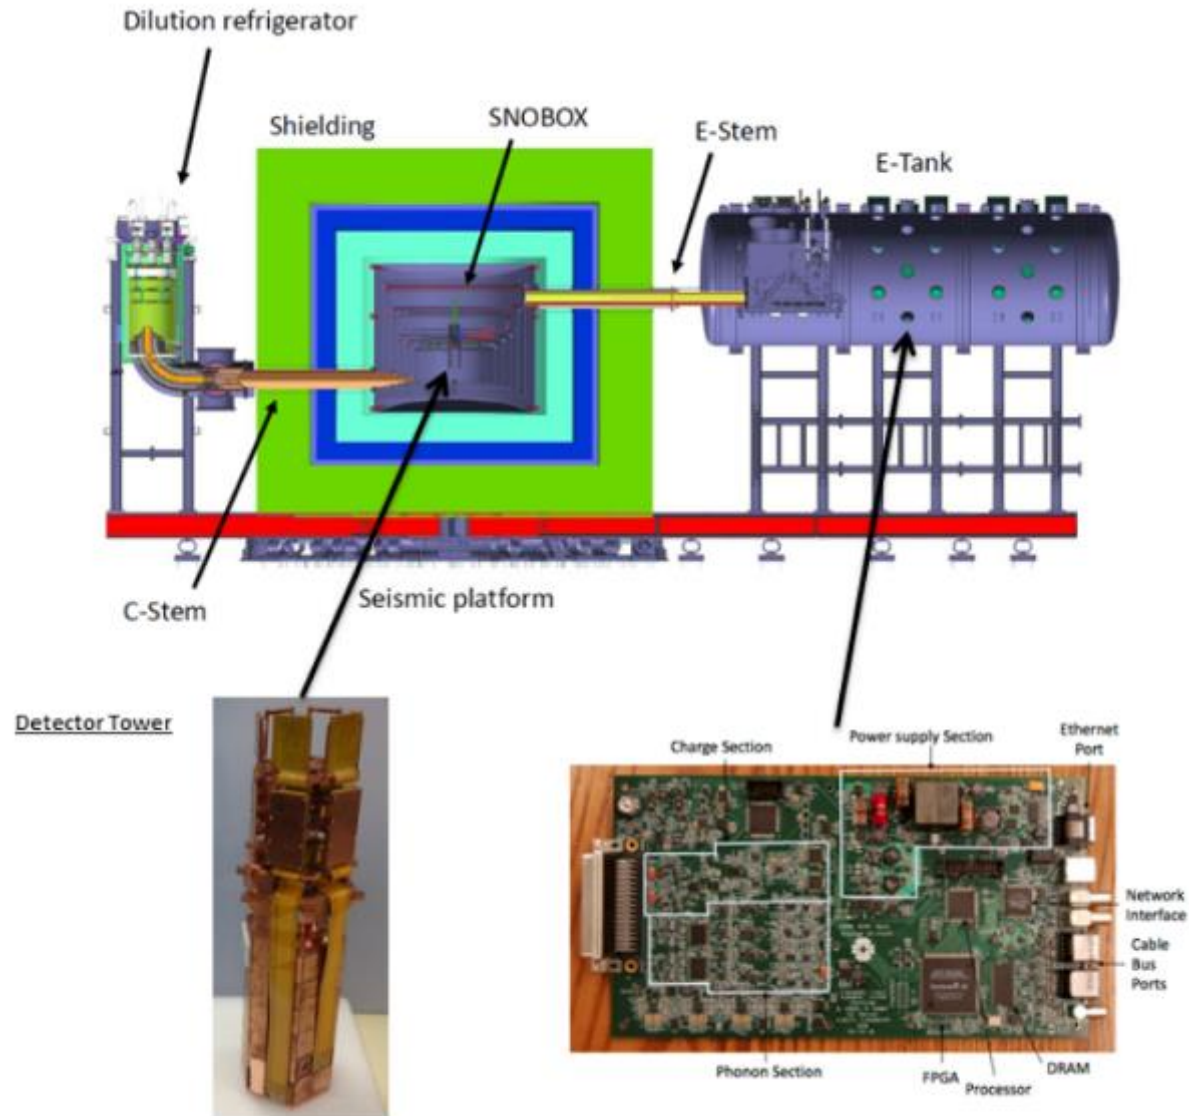 Dilution refrigerator
Shielding
SNOBOX
E-Stem
E-Tank
C-Stem
Seismic platform
Detector Tower
Charge Section
Power supply Section
Ethernet
Port
Network
Interface
Cable
Bus
Ports
Phonon Section
FPGA
Processor
DRAM